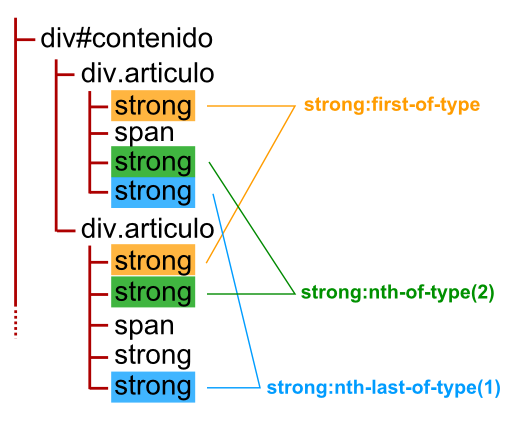 div#contenido
div.articulo
strong strong:first-of-type
span
strong
strong
div.articulo
strong
strong strong:nth-of-type(2)
span
strong
strong strong:nth-last-of-type(1)